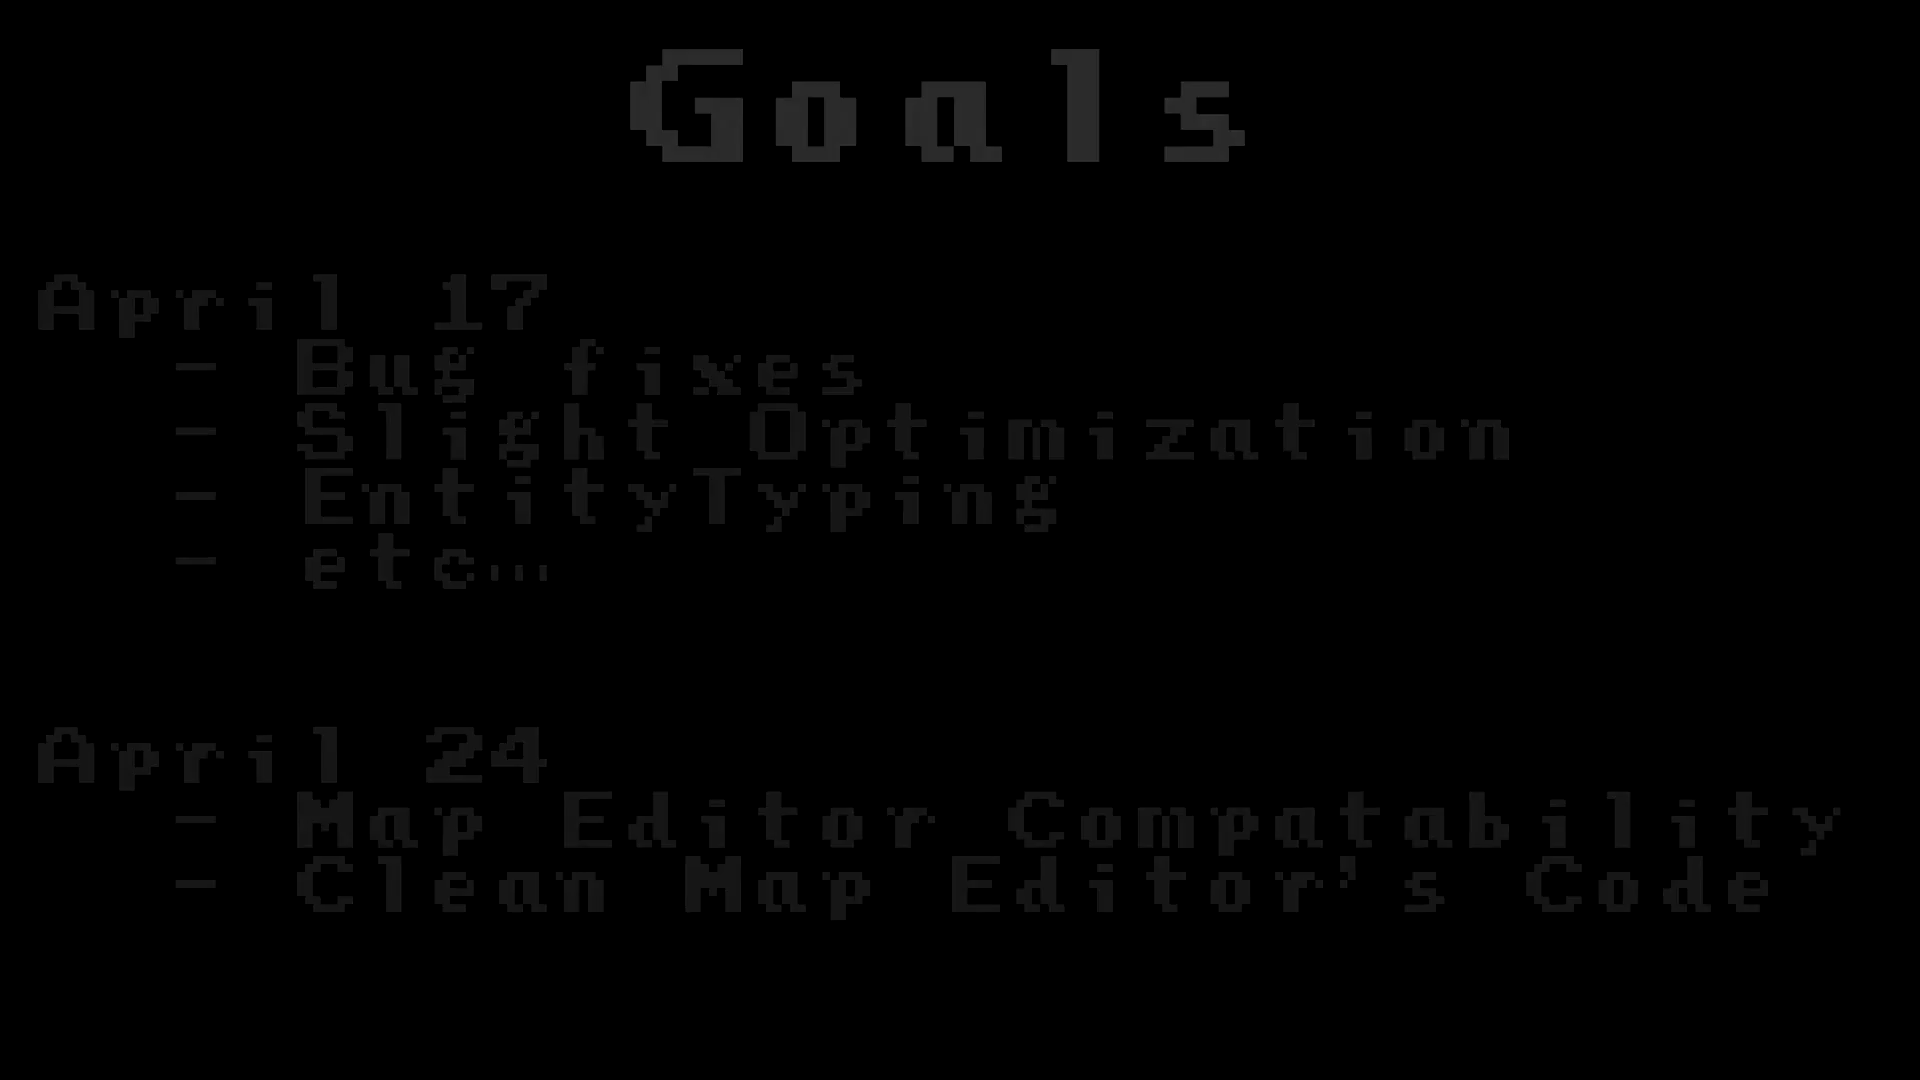 Goals
April 17
- Bug fixes
- Slight Optimization
- EntityTyping
- etc…
April 24
- Map Editor Compatability
- Clean Map Editor's Code